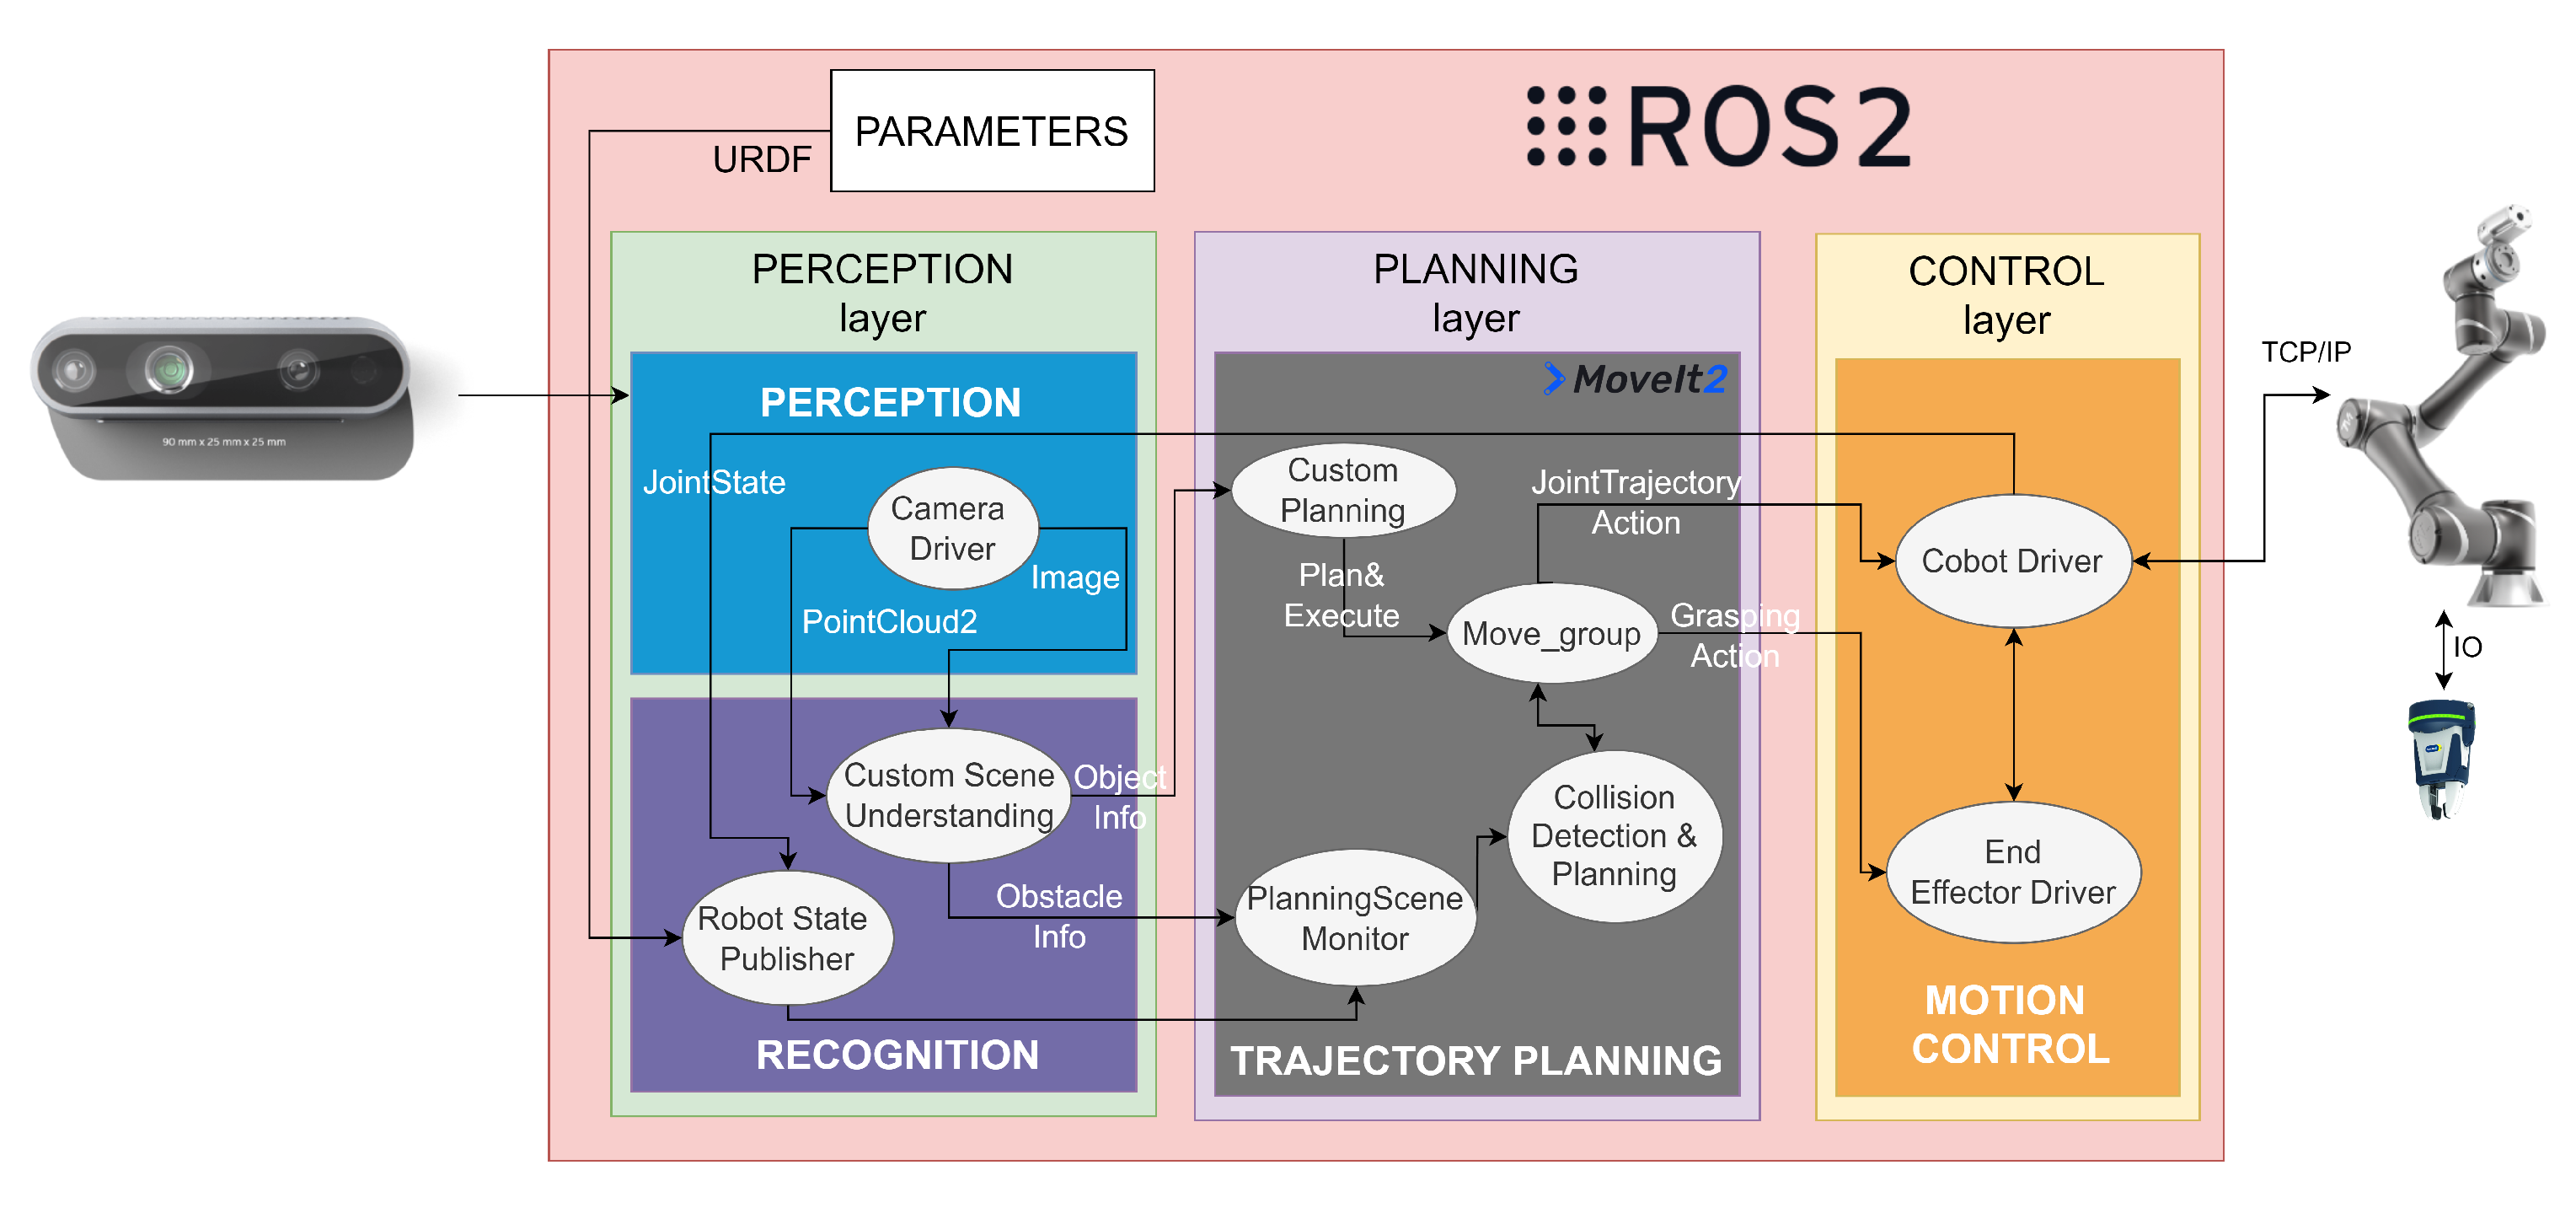 PARAMETERS
URDF
ROS2
PERCEPTION
layer
PERCEPTION
JointState
Camera
Driver
Image
PointCloud2
Custom Scene
Understanding
Object
Info
Obstacle
Info
Robot State
Publisher
RECOGNITION
PLANNING
layer
MoveIt2
Custom
Planning
Plan&
Execute
JointTrajectory
Action
Move_group
Grasping
Action
Collision
Detection &
Planning
PlanningScene
Monitor
TRAJECTORY PLANNING
CONTROL
layer
Cobot Driver
End
Effector Driver
MOTION
CONTROL
TCP/IP
IO
90 mm x 25 mm x 25 mm